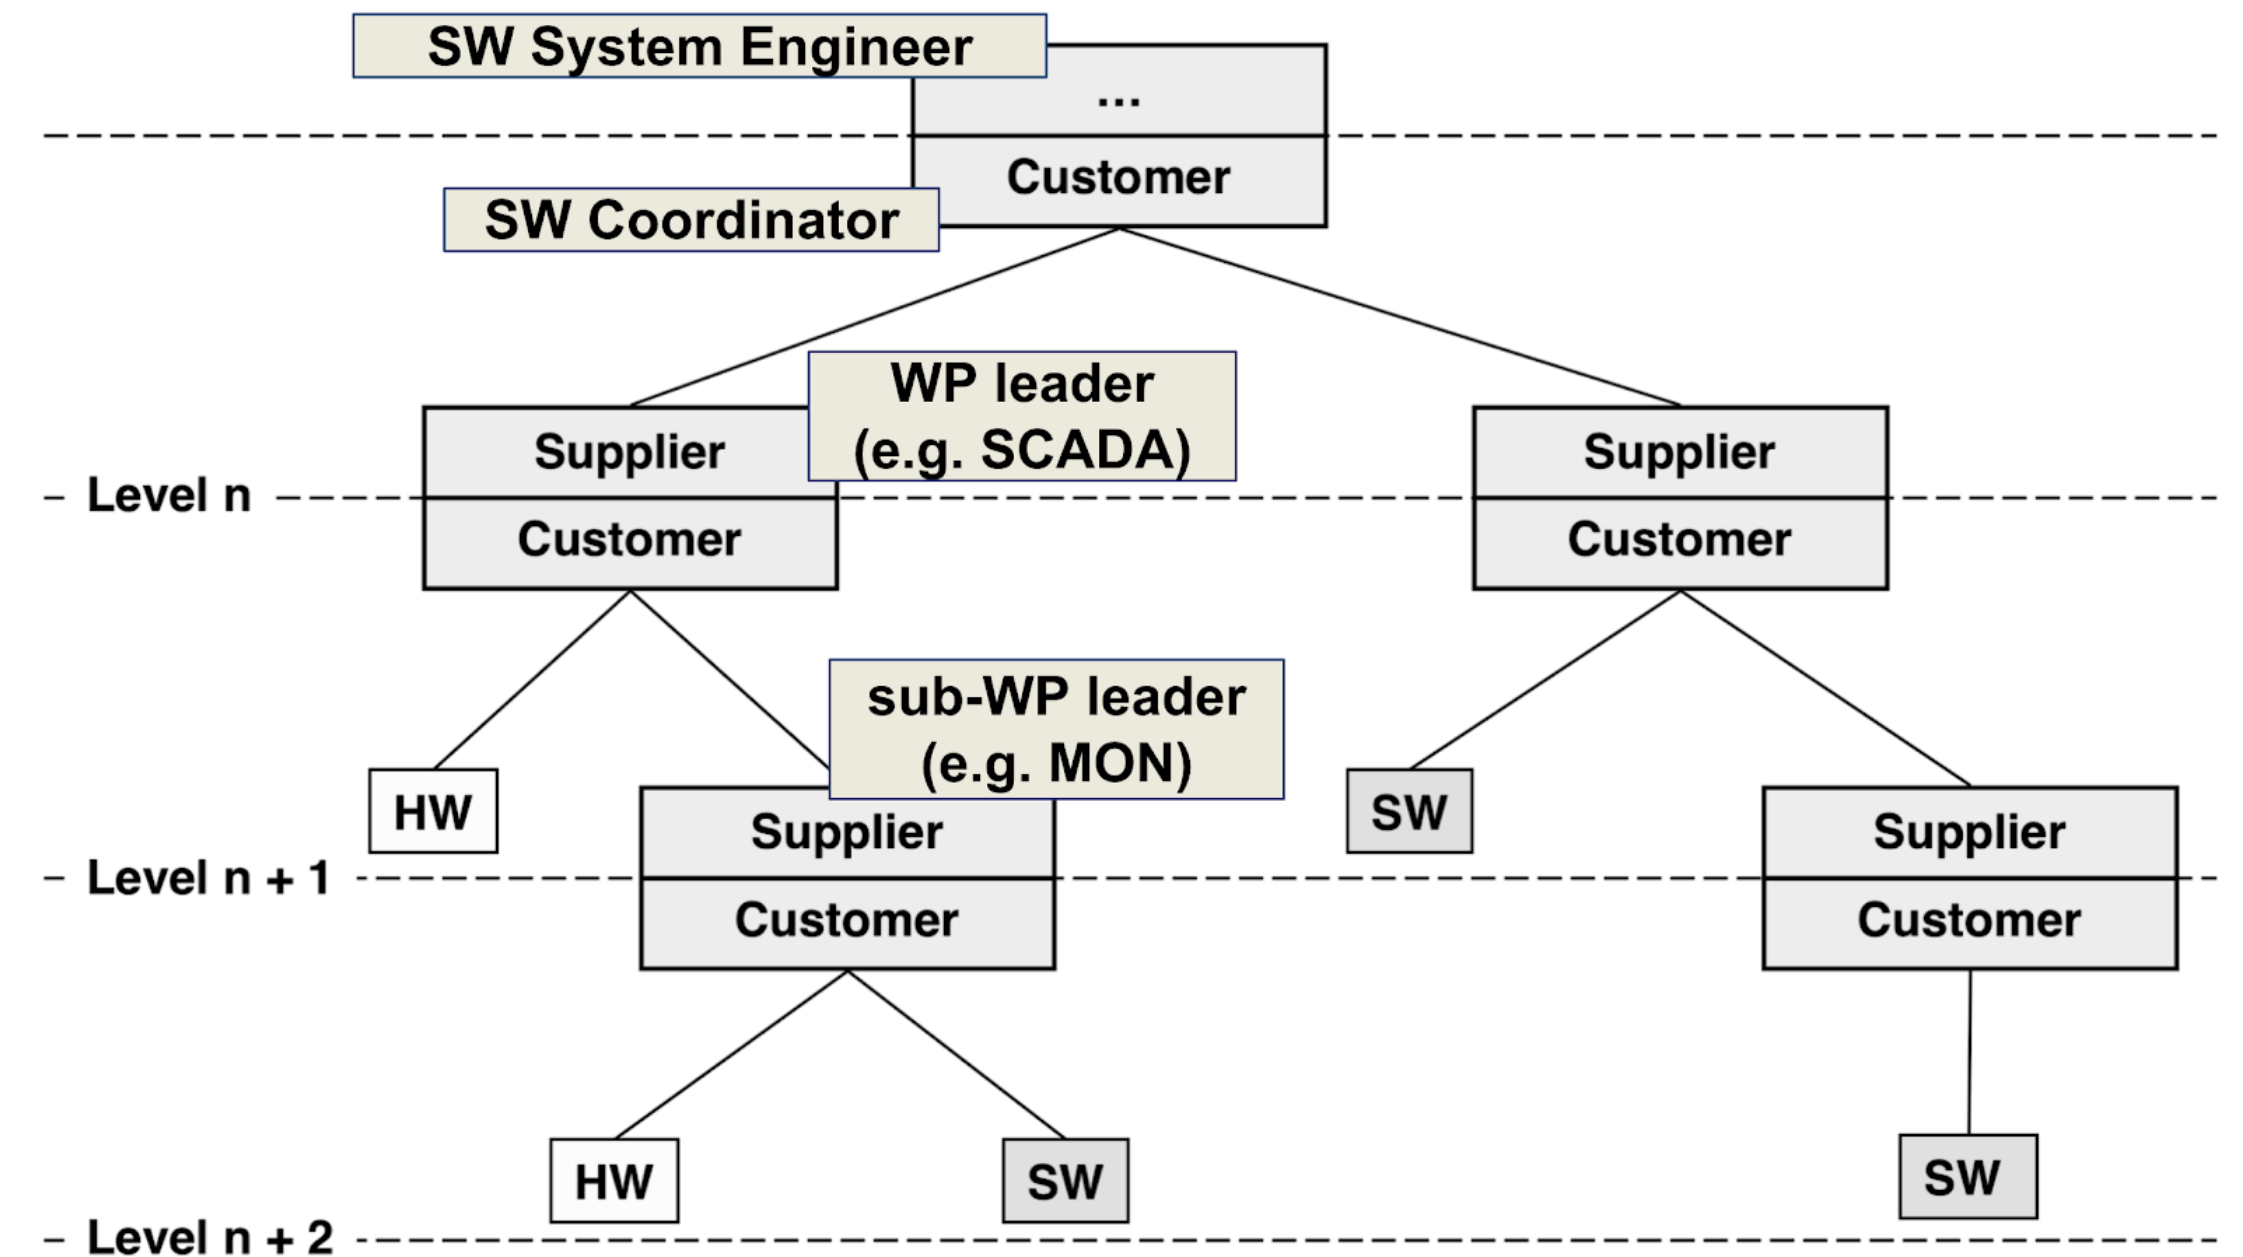 SW System Engineer
...
Customer
SW Coordinator
WP leader
(e.g. SCADA)
Supplier
Supplier
Level n
Customer
Customer
sub-WP leader
(e.g. MON)
HW
SW
Supplier
Supplier
Level n + 1
Customer
Customer
HW
SW
SW
Level n + 2